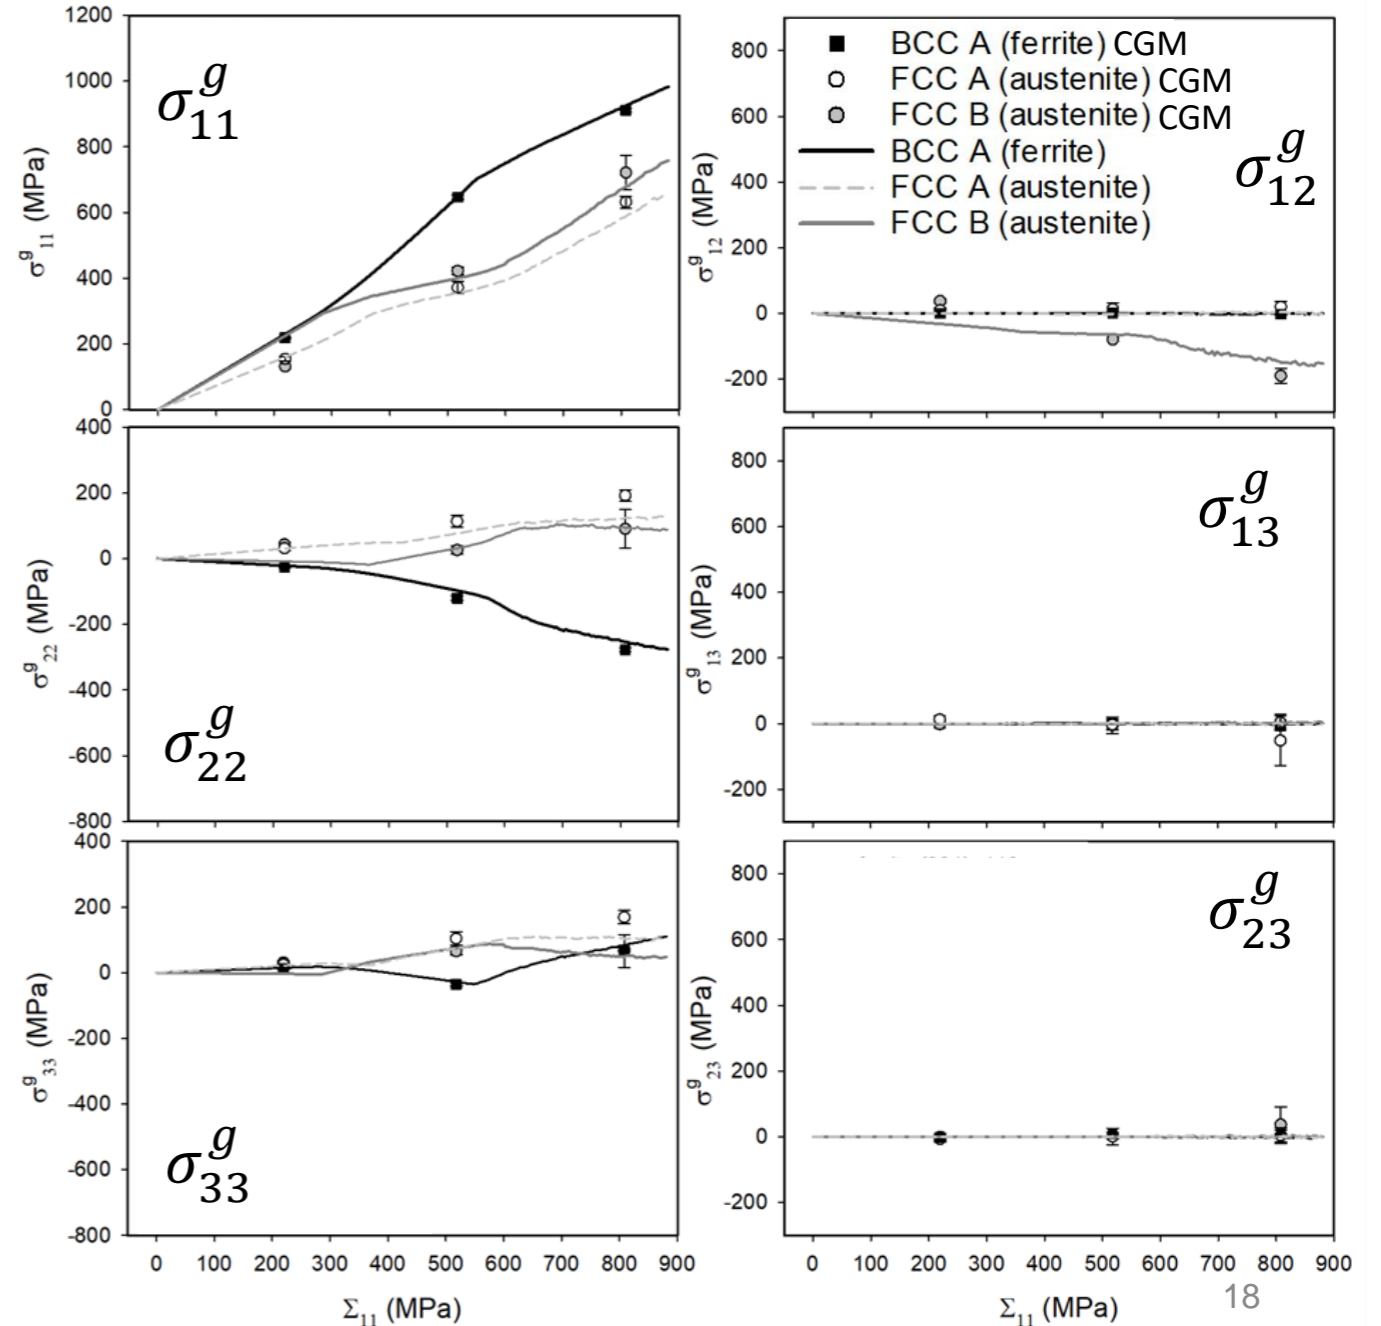 1200
1000
800
600
400
200
0
σ^g_11 (MPa)
σ^g_11
800
600
400
200
0
-200
σ^g_12 (MPa)
BCC A (ferrite) CGM
FCC A (austenite) CGM
FCC B (austenite) CGM
BCC A (ferrite)
FCC A (austenite)
FCC B (austenite)
σ^g_12
400
200
0
-200
-400
-600
-800
σ^g_22 (MPa)
σ^g_22
800
600
400
200
0
-200
σ^g_13 (MPa)
σ^g_13
400
200
0
-200
-400
-600
-800
σ^g_33 (MPa)
σ^g_33
0 100 200 300 400 500 600 700 800 900
Σ_11 (MPa)
800
600
400
200
0
-200
σ^g_23 (MPa)
σ^g_23
0 100 200 300 400 500 600 700 800 900
Σ_11 (MPa)
18